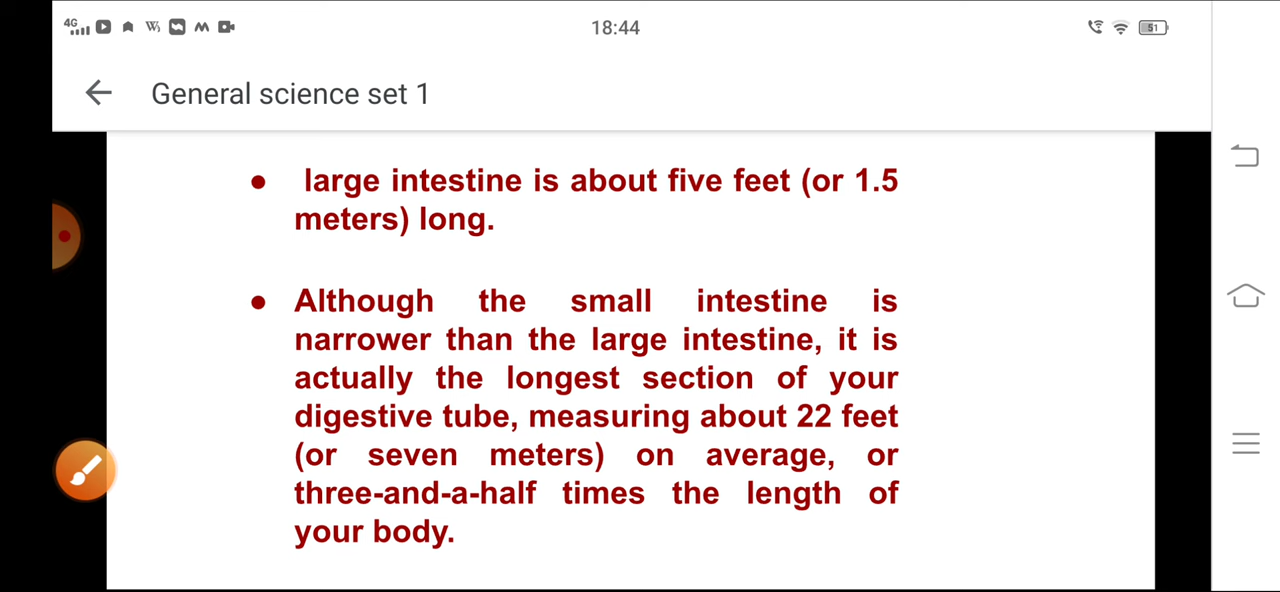 4G 18:44 51
General science set 1
• large intestine is about five feet (or 1.5
meters) long.
• Although the small intestine is
narrower than the large intestine, it is
actually the longest section of your
digestive tube, measuring about 22 feet
(or seven meters) on average, or
three-and-a-half times the length of
your body.